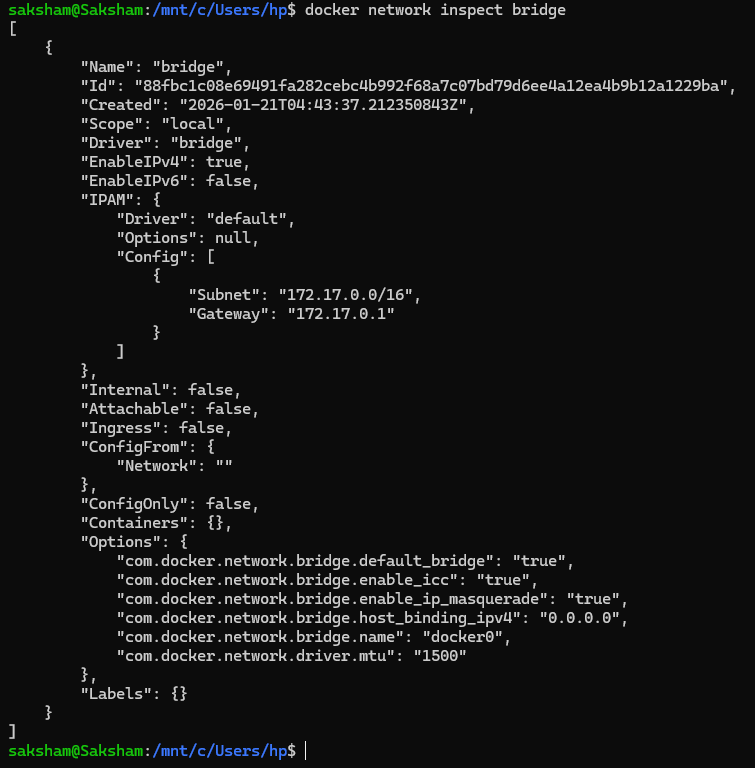 saksham@Saksham:/mnt/c/Users/hp$ docker network inspect bridge
[
    {
        "Name": "bridge",
        "Id": "88fbc1c08e69491fa282cebc4b992f68a7c07bd79d6ee4a12ea4b9b12a1229ba",
        "Created": "2026-01-21T04:43:37.212350843Z",
        "Scope": "local",
        "Driver": "bridge",
        "EnableIPv4": true,
        "EnableIPv6": false,
        "IPAM": {
            "Driver": "default",
            "Options": null,
            "Config": [
                {
                    "Subnet": "172.17.0.0/16",
                    "Gateway": "172.17.0.1"
                }
            ]
        },
        "Internal": false,
        "Attachable": false,
        "Ingress": false,
        "ConfigFrom": {
            "Network": ""
        },
        "ConfigOnly": false,
        "Containers": {},
        "Options": {
            "com.docker.network.bridge.default_bridge": "true",
            "com.docker.network.bridge.enable_icc": "true",
            "com.docker.network.bridge.enable_ip_masquerade": "true",
            "com.docker.network.bridge.host_binding_ipv4": "0.0.0.0",
            "com.docker.network.bridge.name": "docker0",
            "com.docker.network.driver.mtu": "1500"
        },
        "Labels": {}
    }
]
saksham@Saksham:/mnt/c/Users/hp$